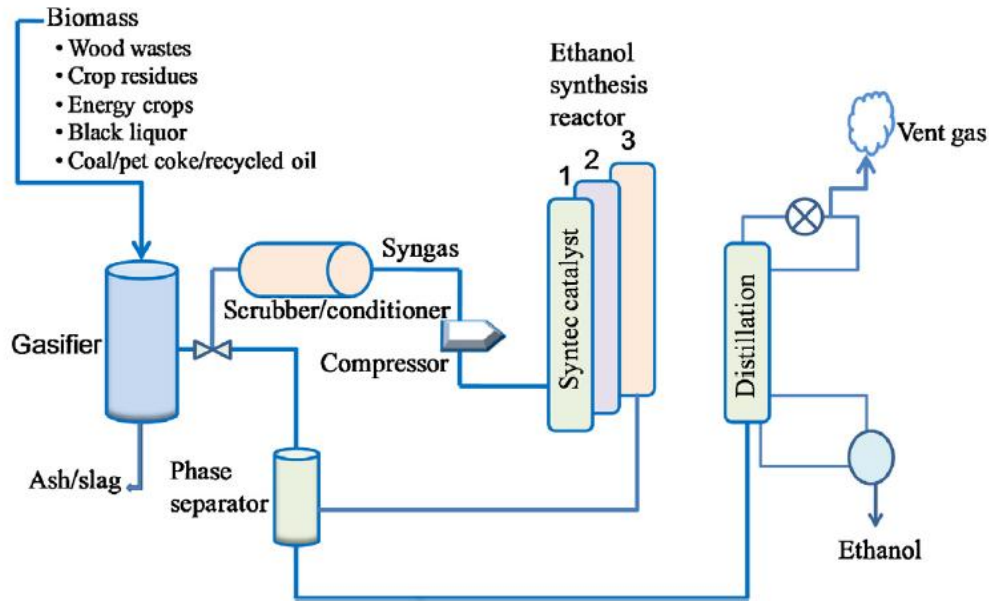 Biomass
• Wood wastes
• Crop residues
• Energy crops
• Black liquor
• Coal/pet coke/recycled oil
Ethanol
synthesis
reactor
1
2
3
Vent gas
Syngas
Scrubber/conditioner
Gasifier
Compressor
Syntec catalyst
Distillation
Ash/slag
Phase
separator
Ethanol